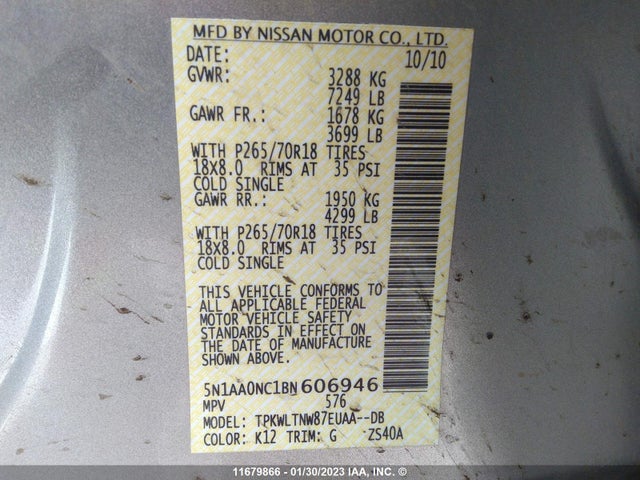 MFD BY NISSAN MOTOR CO., LTD.
DATE: 10/10
GVWR: 3288 KG
7249 LB
GAWR FR.: 1678 KG
3699 LB
WITH P265/70R18 TIRES
18X8.0 RIMS AT 35 PSI
COLD SINGLE
GAWR RR.: 1950 KG
4299 LB
WITH P265/70R18 TIRES
18X8.0 RIMS AT 35 PSI
COLD SINGLE
THIS VEHICLE CONFORMS TO
ALL APPLICABLE FEDERAL
MOTOR VEHICLE SAFETY
STANDARDS IN EFFECT ON
THE DATE OF MANUFACTURE
SHOWN ABOVE.
5N1AA0NC1BN606946
MPV 576
MODEL: TPKWLTNW87EUAA--DB
COLOR: K12 TRIM: G ZS40A
11679866 - 01/30/2023 IAA, Inc. (IAA)